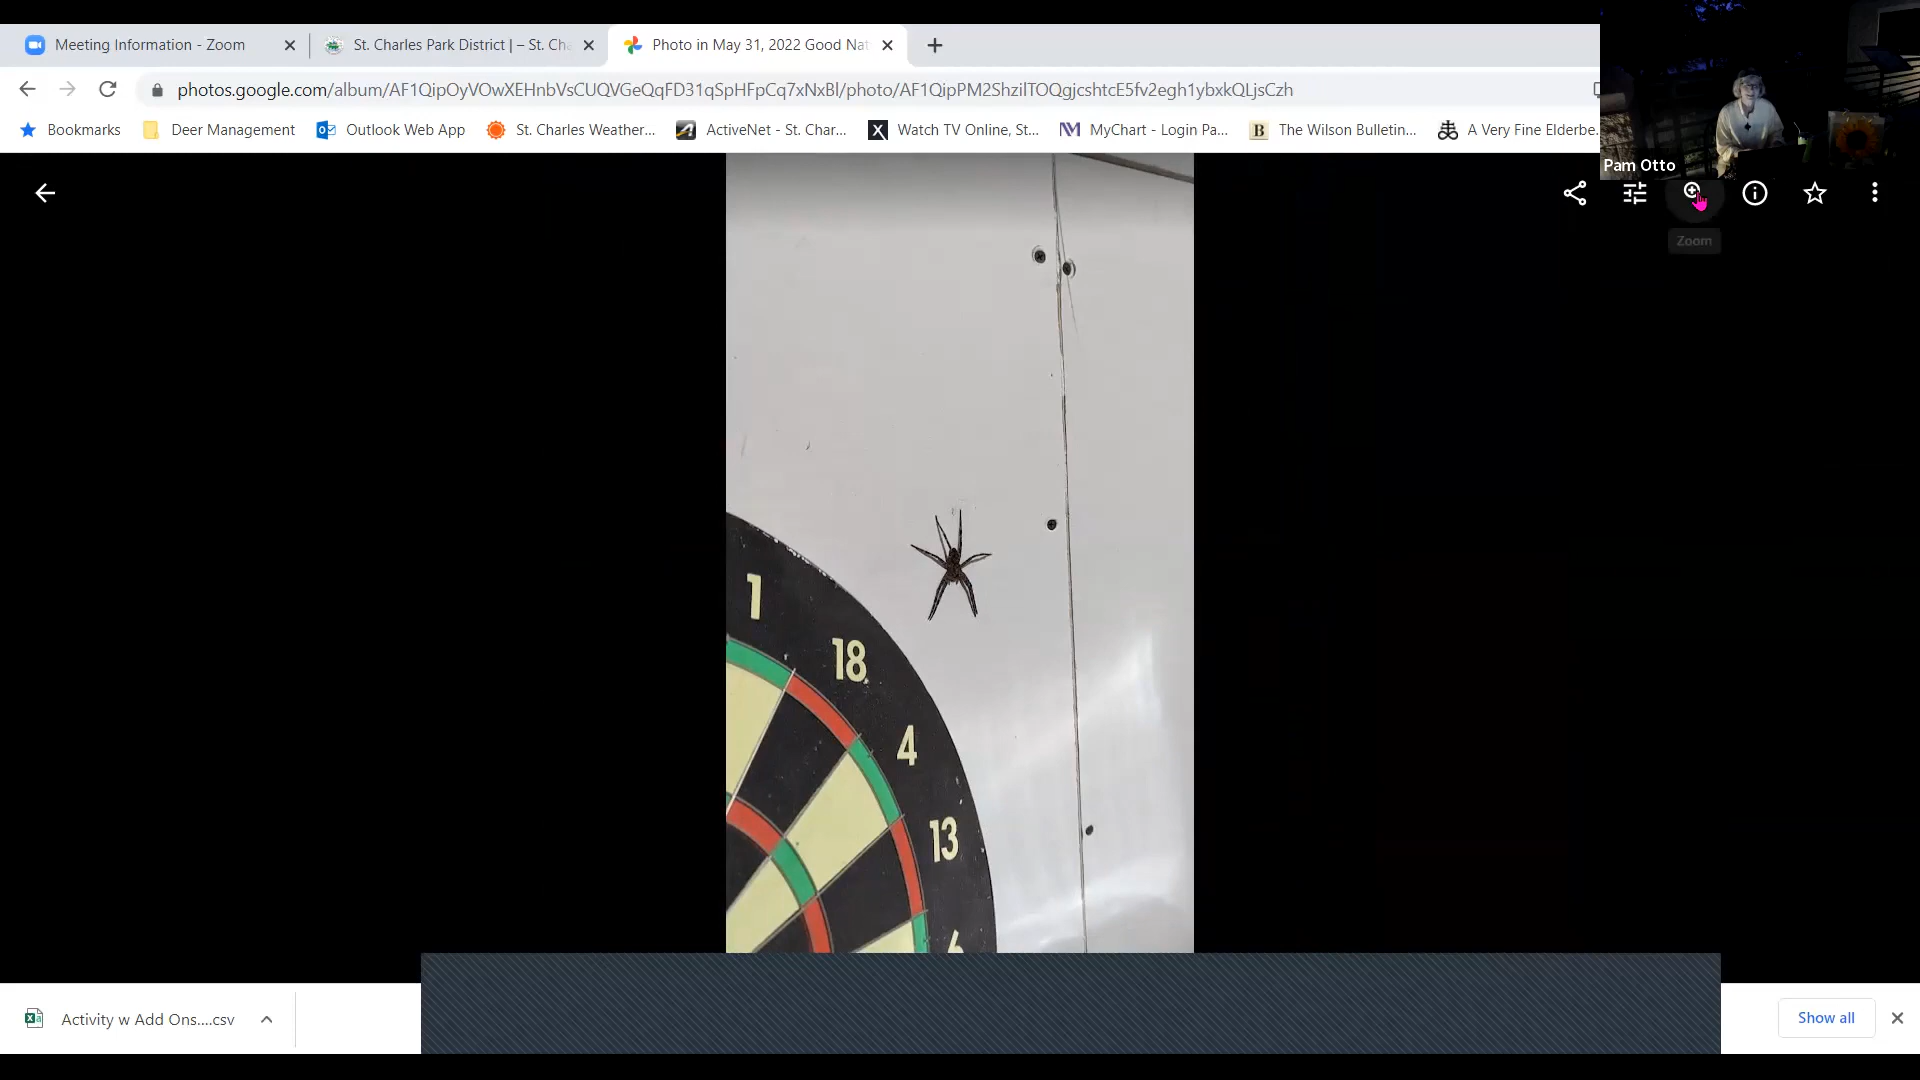 Meeting Information - Zoom
St. Charles Park District | – St. Ch
Photo in May 31, 2022 Good Nat
photos.google.com/album/AF1QipOyVOwXEHnbVsCUQVGeQqFD31qSpHFpCq7xNxBl/photo/AF1QipPM2ShzilTOQgjcshtcE5fv2egh1ybxkQLjsCzh
Bookmarks Deer Management Outlook Web App St. Charles Weather... ActiveNet - St. Char... X Watch TV Online, St... MyChart - Login Pa... B The Wilson Bulletin... A Very Fine Elderbe...
Pam Otto
Zoom
1
18
4
13
6
Activity w Add Ons....csv
Show all